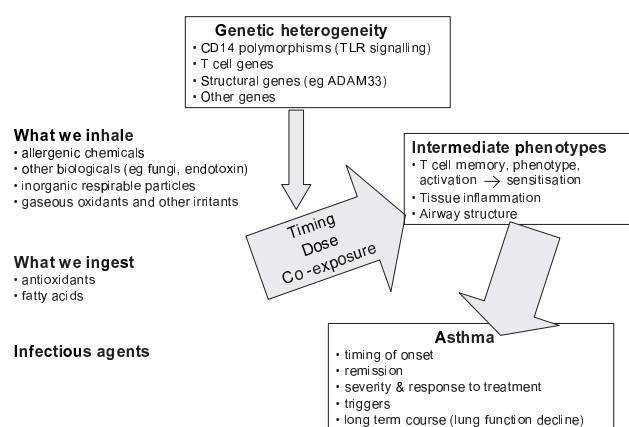 Genetic heterogeneity
• CD14 polymorphisms (TLR signalling)
• T cell genes
• Structural genes (eg ADAM33)
• Other genes
What we inhale
• allergenic chemicals
• other biologicals (eg fungi, endotoxin)
• inorganic respirable particles
• gaseous oxidants and other irritants
What we ingest
• antioxidants
• fatty acids
Infectious agents
Timing
Dose
Co-exposure
Intermediate phenotypes
• T cell memory, phenotype,
activation → sensitisation
• Tissue inflammation
• Airway structure
Asthma
• timing of onset
• remission
• severity & response to treatment
• triggers
• long term course (lung function decline)